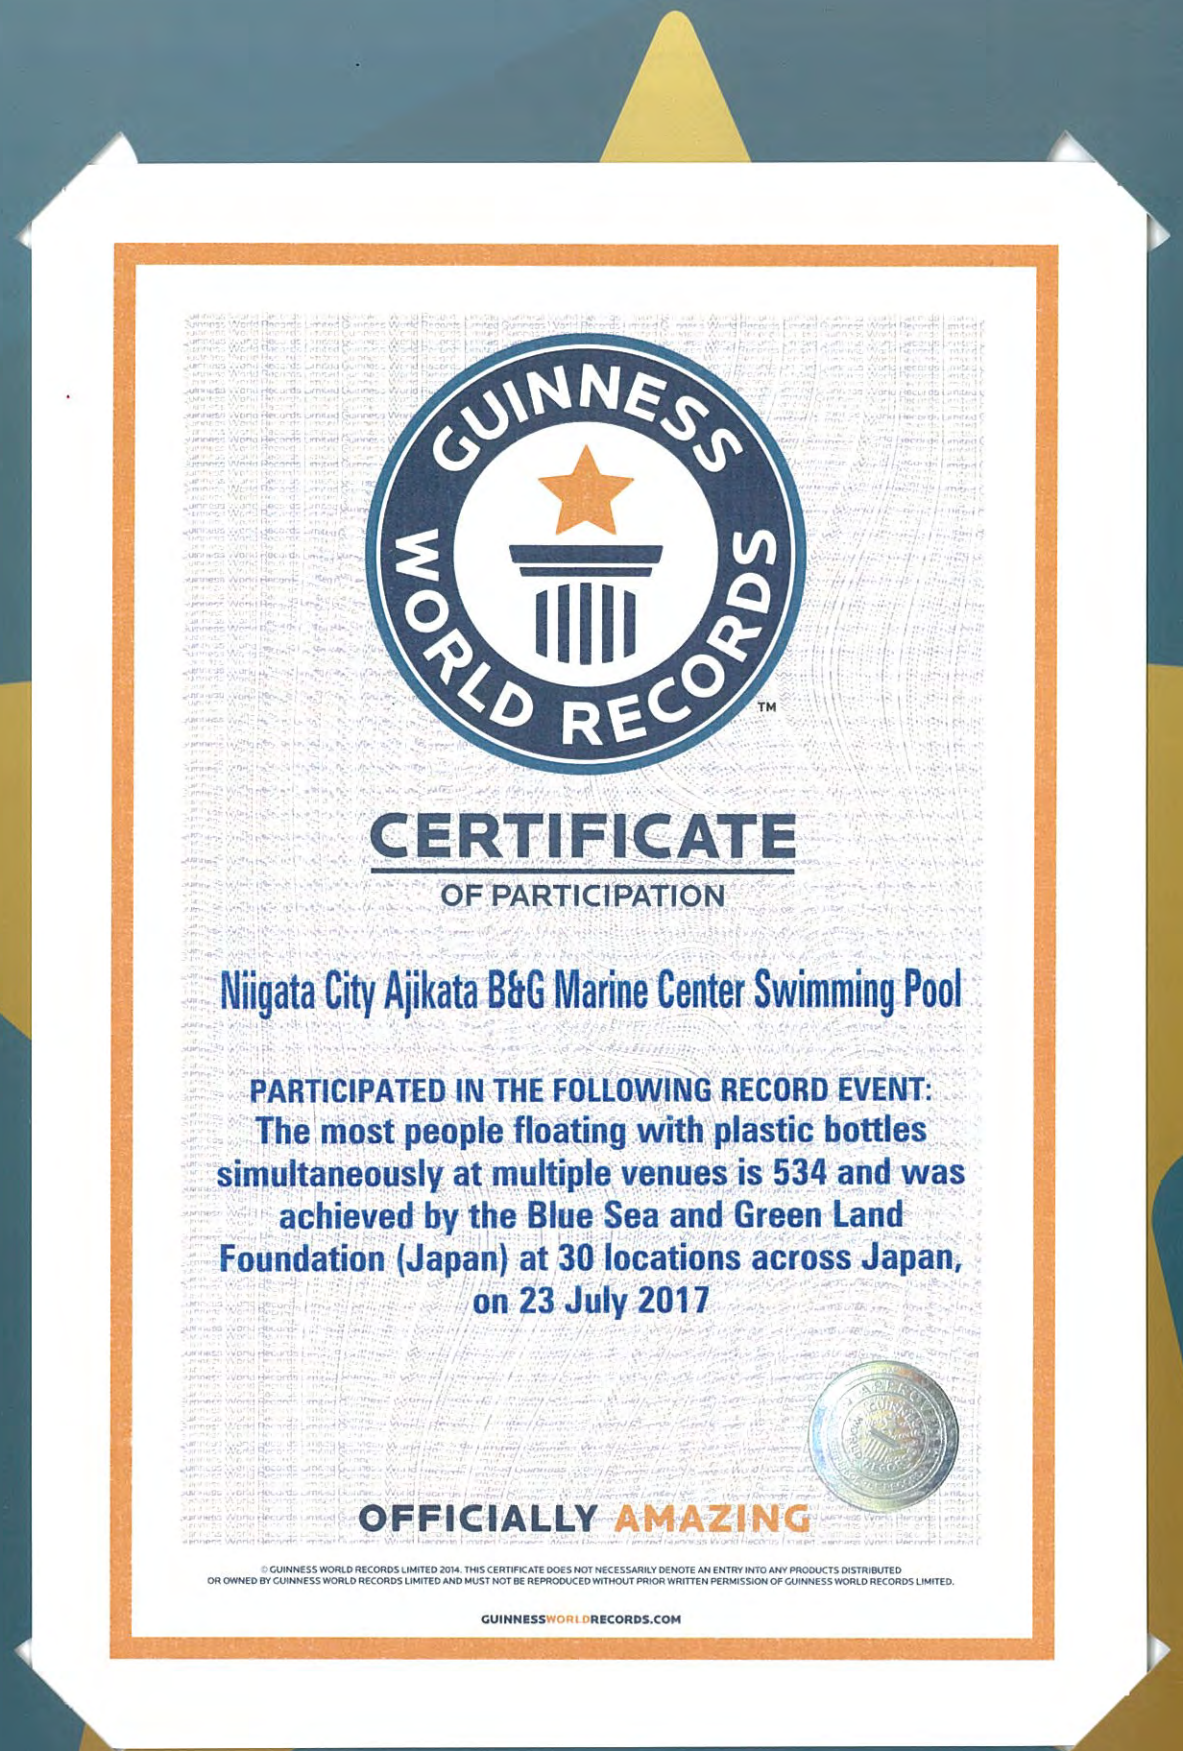 GUINNESS
WORLD RECORDS
TM
CERTIFICATE
OF PARTICIPATION
Niigata City Ajikata B&G Marine Center Swimming Pool
PARTICIPATED IN THE FOLLOWING RECORD EVENT:
The most people floating with plastic bottles
simultaneously at multiple venues is 534 and was
achieved by the Blue Sea and Green Land
Foundation (Japan) at 30 locations across Japan,
on 23 July 2017
GUINNESS
OFFICIALLY AMAZING
© GUINNESS WORLD RECORDS LIMITED 2014. THIS CERTIFICATE DOES NOT NECESSARILY DENOTE AN ENTRY INTO ANY PRODUCTS DISTRIBUTED
OR OWNED BY GUINNESS WORLD RECORDS LIMITED AND MUST NOT BE REPRODUCED WITHOUT PRIOR WRITTEN PERMISSION OF GUINNESS WORLD RECORDS LIMITED.
GUINNESSWORLDRECORDS.COM